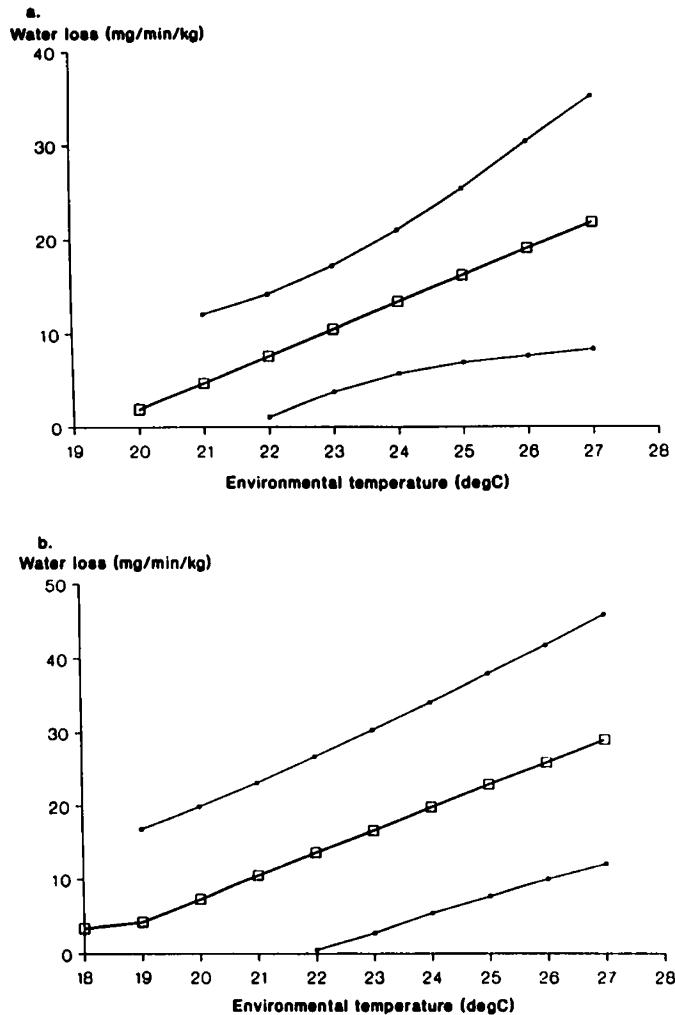 a.
Water loss (mg/min/kg)
40
30
20
10
0
19 20 21 22 23 24 25 26 27 28
Environmental temperature (degC)
b.
Water loss (mg/min/kg)
50
40
30
20
10
0
18 19 20 21 22 23 24 25 26 27 28
Environmental temperature (degC)